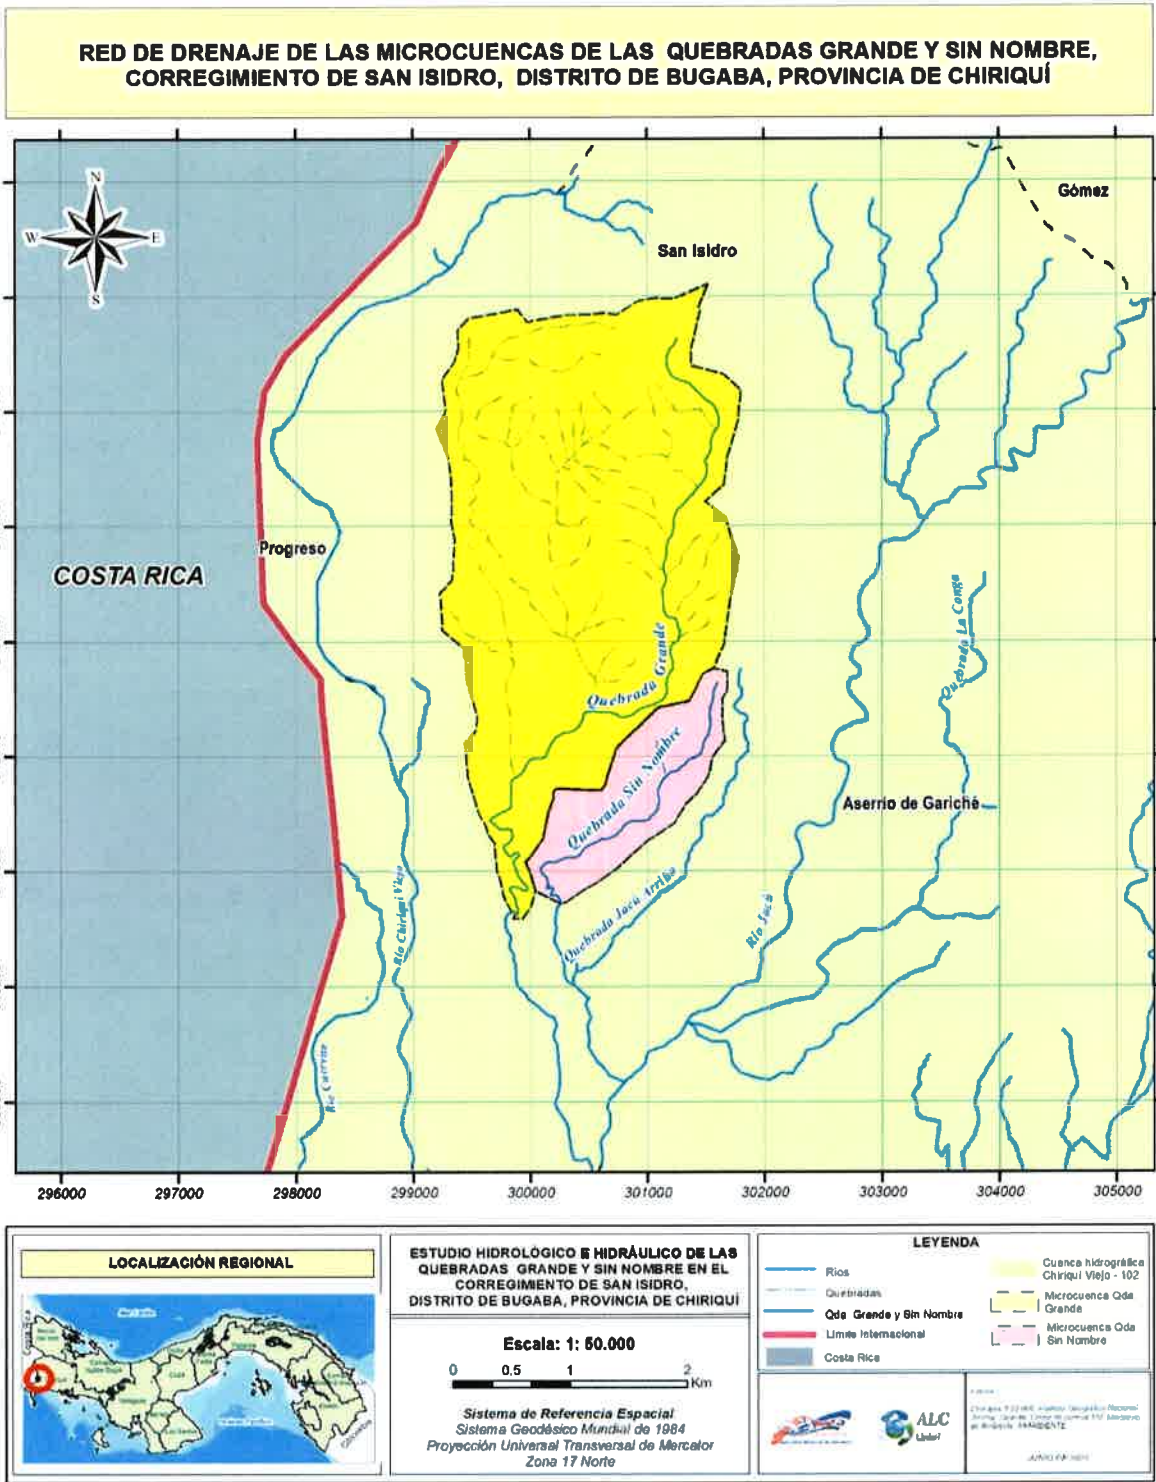 RED DE DRENAJE DE LAS MICROCUENCAS DE LAS QUEBRADAS GRANDE Y SIN NOMBRE,
CORREGIMIENTO DE SAN ISIDRO, DISTRITO DE BUGABA, PROVINCIA DE CHIRIQUÍ
N
W
E
S
Gómez
San Isidro
Progreso
COSTA RICA
Quebrada La Conga
Quebrada Grande
Quebrada Sin Nombre
Aserrio de Gariché
Quebrada Jacú Arriba
Río Chiriquí Viejo
Río Jacú
296000
297000
298000
299000
300000
301000
302000
303000
304000
305000
LOCALIZACIÓN REGIONAL
Costa Rica
ESTUDIO HIDROLÓGICO E HIDRÁULICO DE LAS
QUEBRADAS GRANDE Y SIN NOMBRE EN EL
CORREGIMIENTO DE SAN ISIDRO,
DISTRITO DE BUGABA, PROVINCIA DE CHIRIQUÍ
Escala: 1: 50.000
0 0.5 1 2
Km
Sistema de Referencia Espacial
Sistema Geodésico Mundial de 1984
Proyección Universal Transversal de Mercator
Zona 17 Norte
LEYENDA
Rios
Quebradas
Qda Grande y Sin Nombre
Limite Internacional
Costa Rica
Cuenca hidrográfica
Chiriqui Viejo - 102
Microcuenca Qda
Grande
Microcuenca Qda
Sin Nombre
ALC